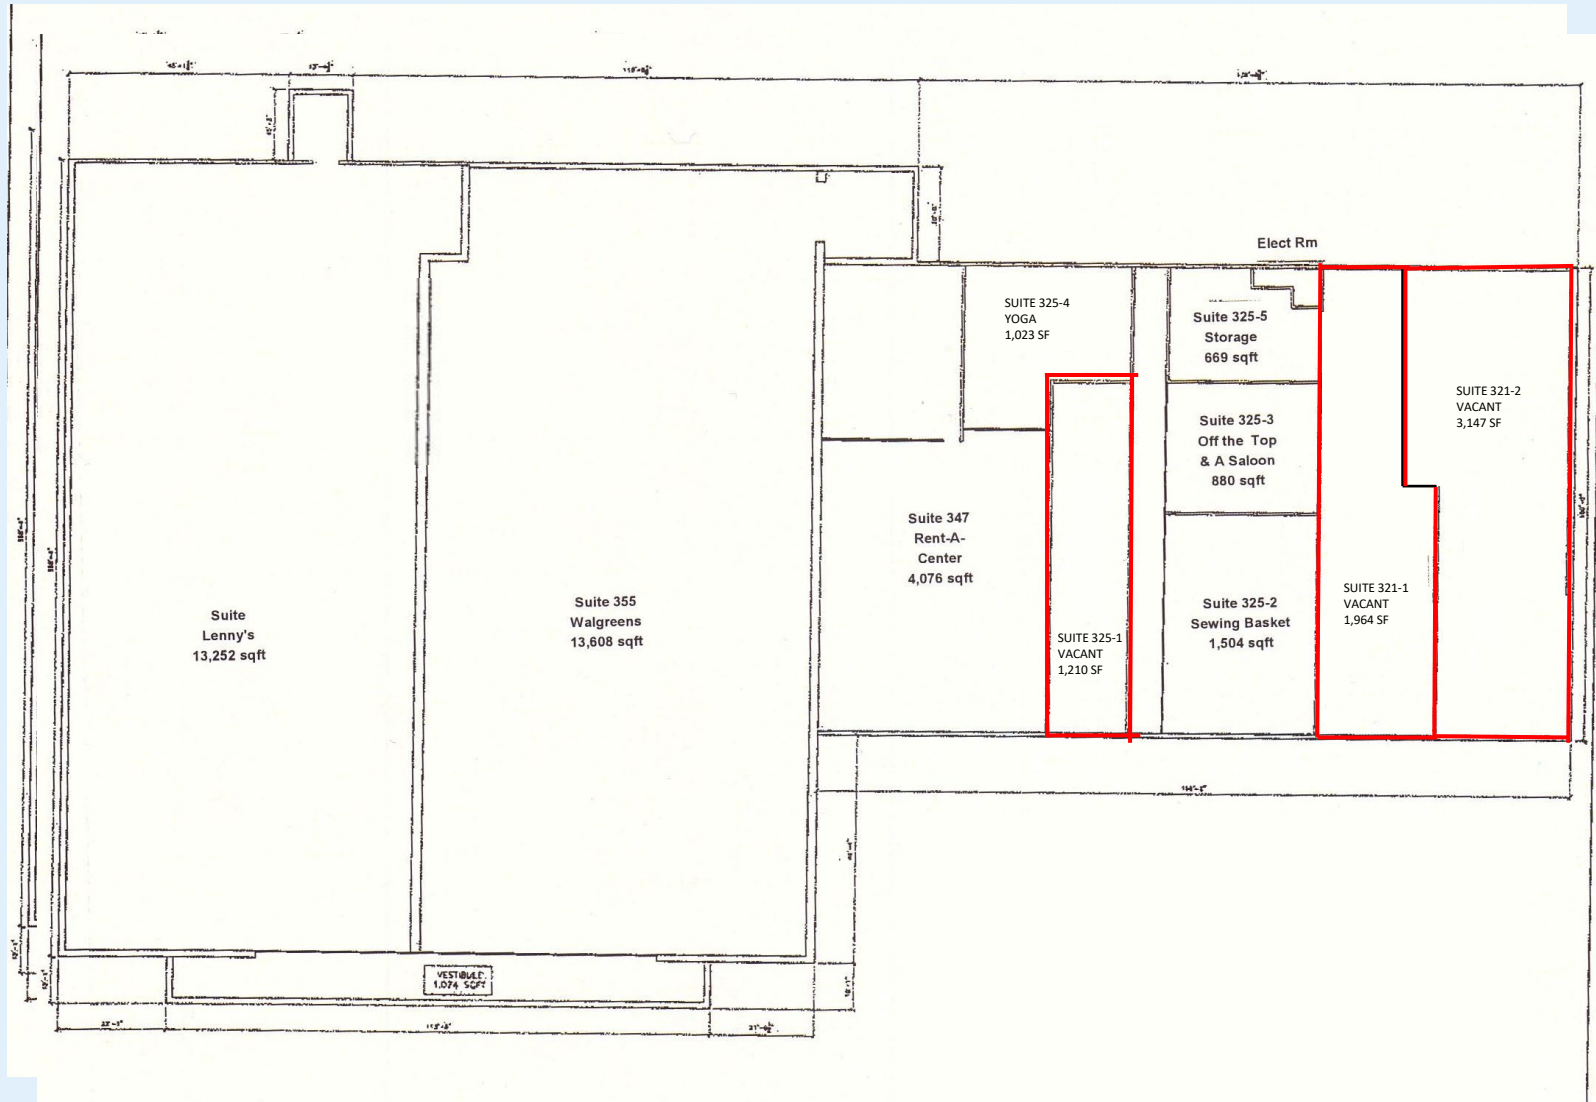 Elect Rm
SUITE 325-4
YOGA
1,023 SF
Suite 325-5
Storage
669 sqft
SUITE 321-2
VACANT
3,147 SF
Suite 325-3
Off the Top
& A Saloon
880 sqft
Suite 347
Rent-A-
Center
4,076 sqft
Suite
Lenny's
13,252 sqft
Suite 355
Walgreens
13,608 sqft
SUITE 325-1
VACANT
1,210 SF
Suite 325-2
Sewing Basket
1,504 sqft
SUITE 321-1
VACANT
1,964 SF
VESTIBULE
1,074 SQFT